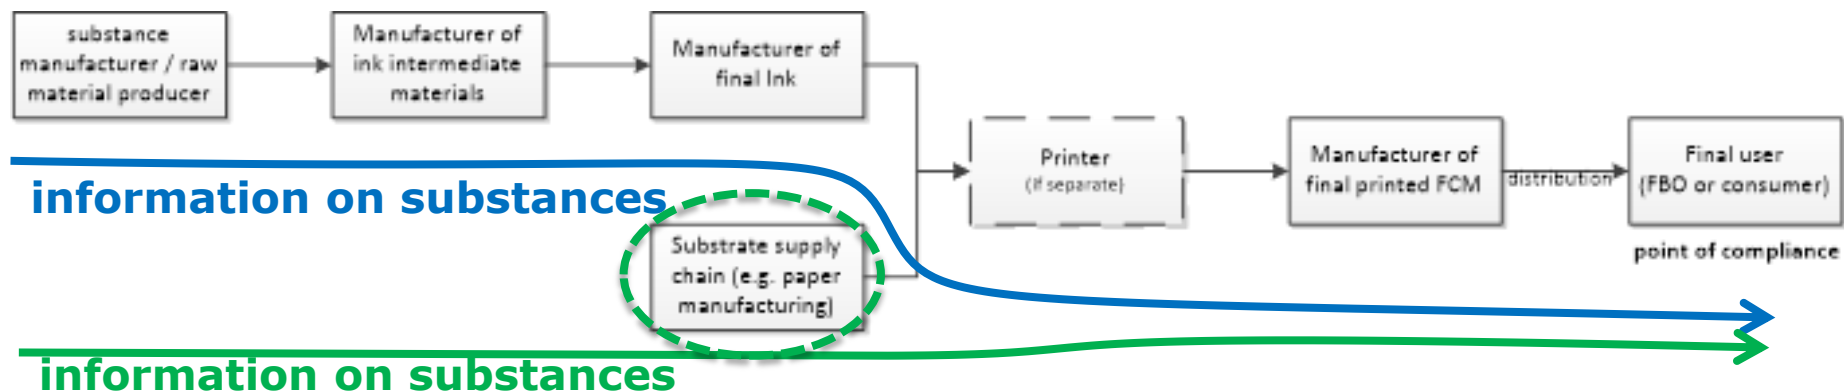 substance
manufacturer / raw
material producer
Manufacturer of
ink intermediate
materials
Manufacturer of
final Ink
Printer
(If separate)
Manufacturer of
final printed FCM
distribution
Final user
(FBO or consumer)
point of compliance
information on substances
Substrate supply
chain (e.g. paper
manufacturing)
information on substances